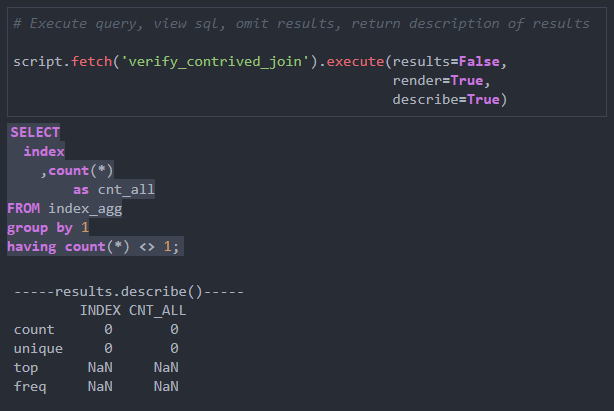 # Execute query, view sql, omit results, return description of results
script.fetch('verify_contrived_join').execute(results=False,
render=True,
describe=True)
SELECT
index
,count(*)
as cnt_all
FROM index_agg
group by 1
having count(*) <> 1;
-----results.describe()-----
INDEX CNT_ALL
count 0 0
unique 0 0
top NaN NaN
freq NaN NaN